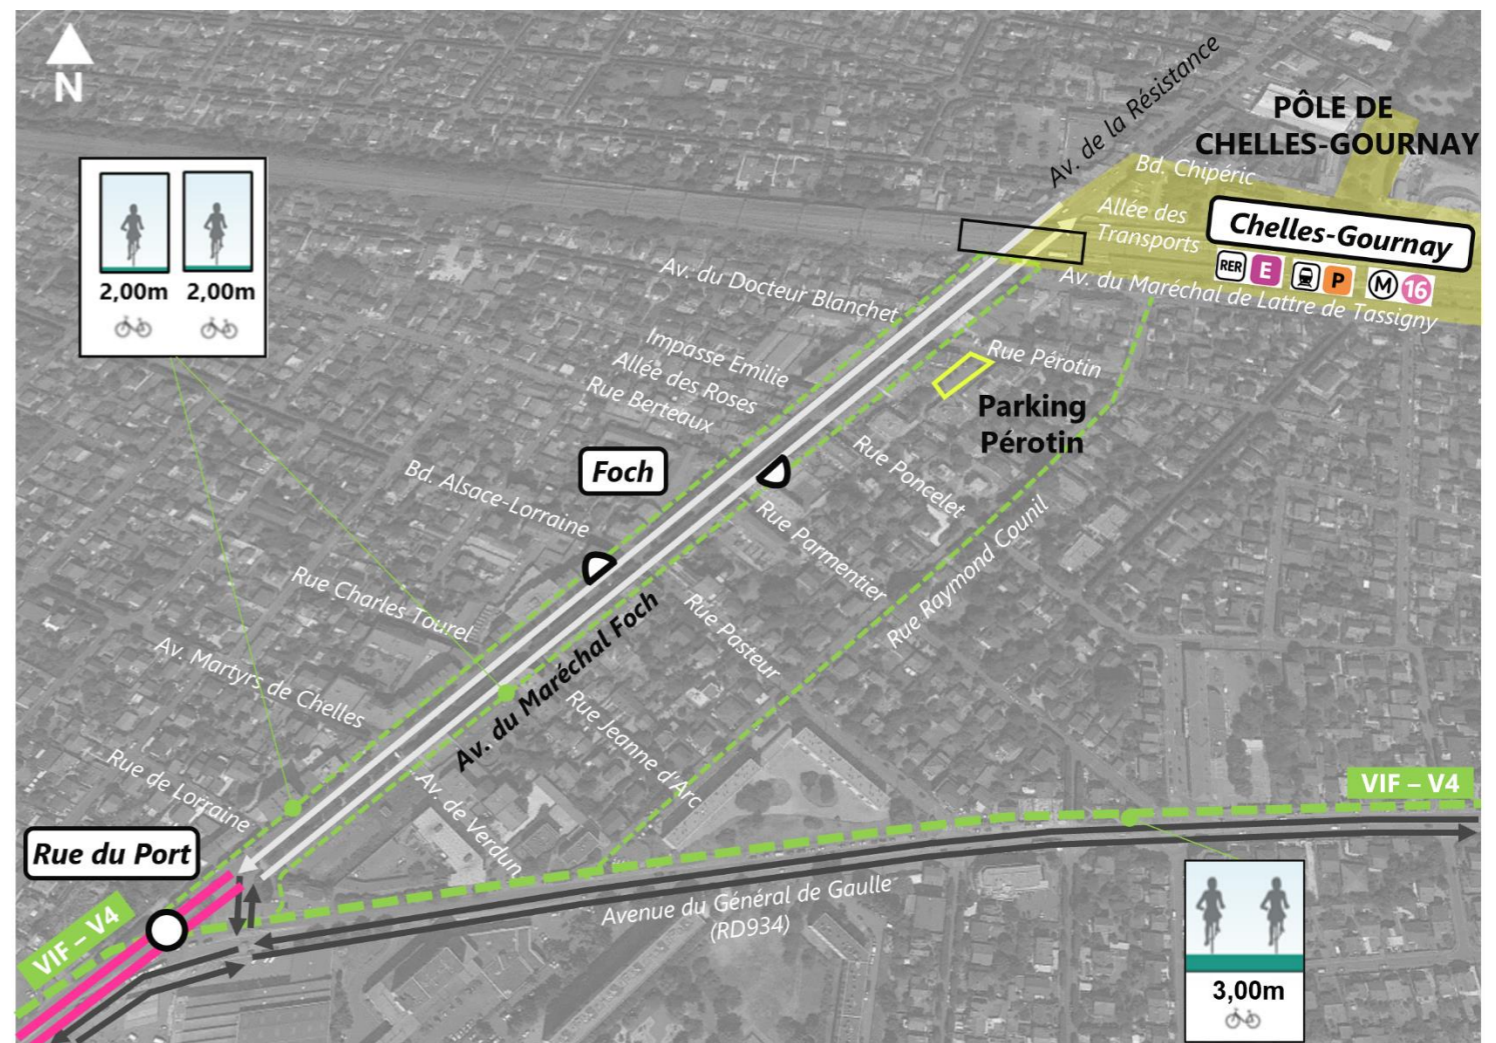 N
Av. de la Résistance
PÔLE DE
CHELLES-GOURNAY
Bd. Chipéric
Allée des
Transports
Chelles-Gournay
RER E P M 16
Av. du Maréchal de Lattre de Tassigny
2,00m 2,00m
Av. du Docteur Blanchet
Impasse Emilie
Allée des Roses
Rue Berteaux
Rue Pérotin
Parking
Pérotin
Foch
Bd. Alsace-Lorraine
Rue Poncelet
Rue Parmentier
Rue Raymond Counil
Rue Charles Tourel
Rue Pasteur
Av. du Maréchal Foch
Av. Martyrs de Chelles
Rue Jeanne d'Arc
Rue de Lorraine
Av. de Verdun
VIF – V4
Rue du Port
Avenue du Général de Gaulle
(RD934)
VIF – V4
3,00m